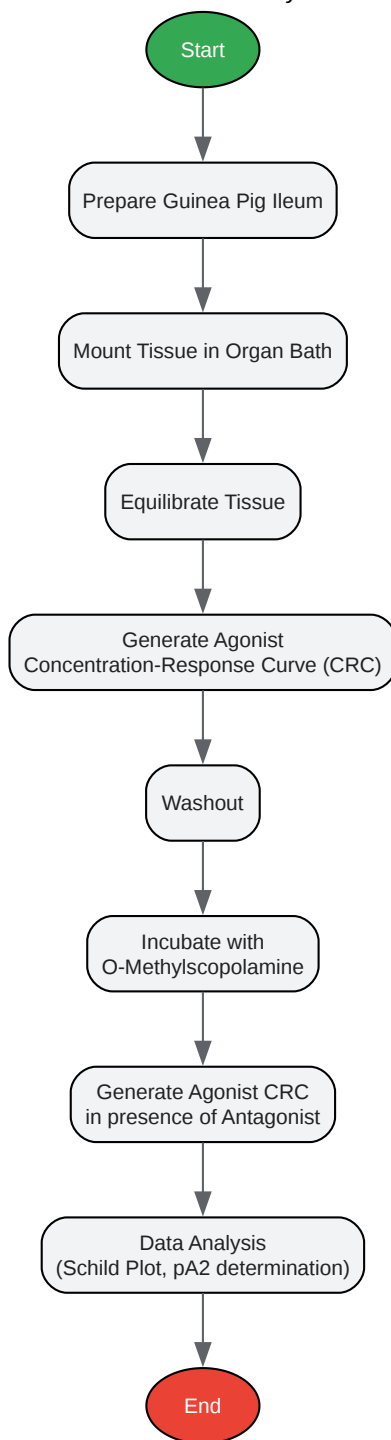 Start
Prepare Guinea Pig Ileum
Mount Tissue in Organ Bath
Equilibrate Tissue
Generate Agonist
Concentration-Response Curve (CRC)
Washout
Incubate with
O-Methylscopolamine
Generate Agonist CRC
in presence of Antagonist
Data Analysis
(Schild Plot, pA2 determination)
End